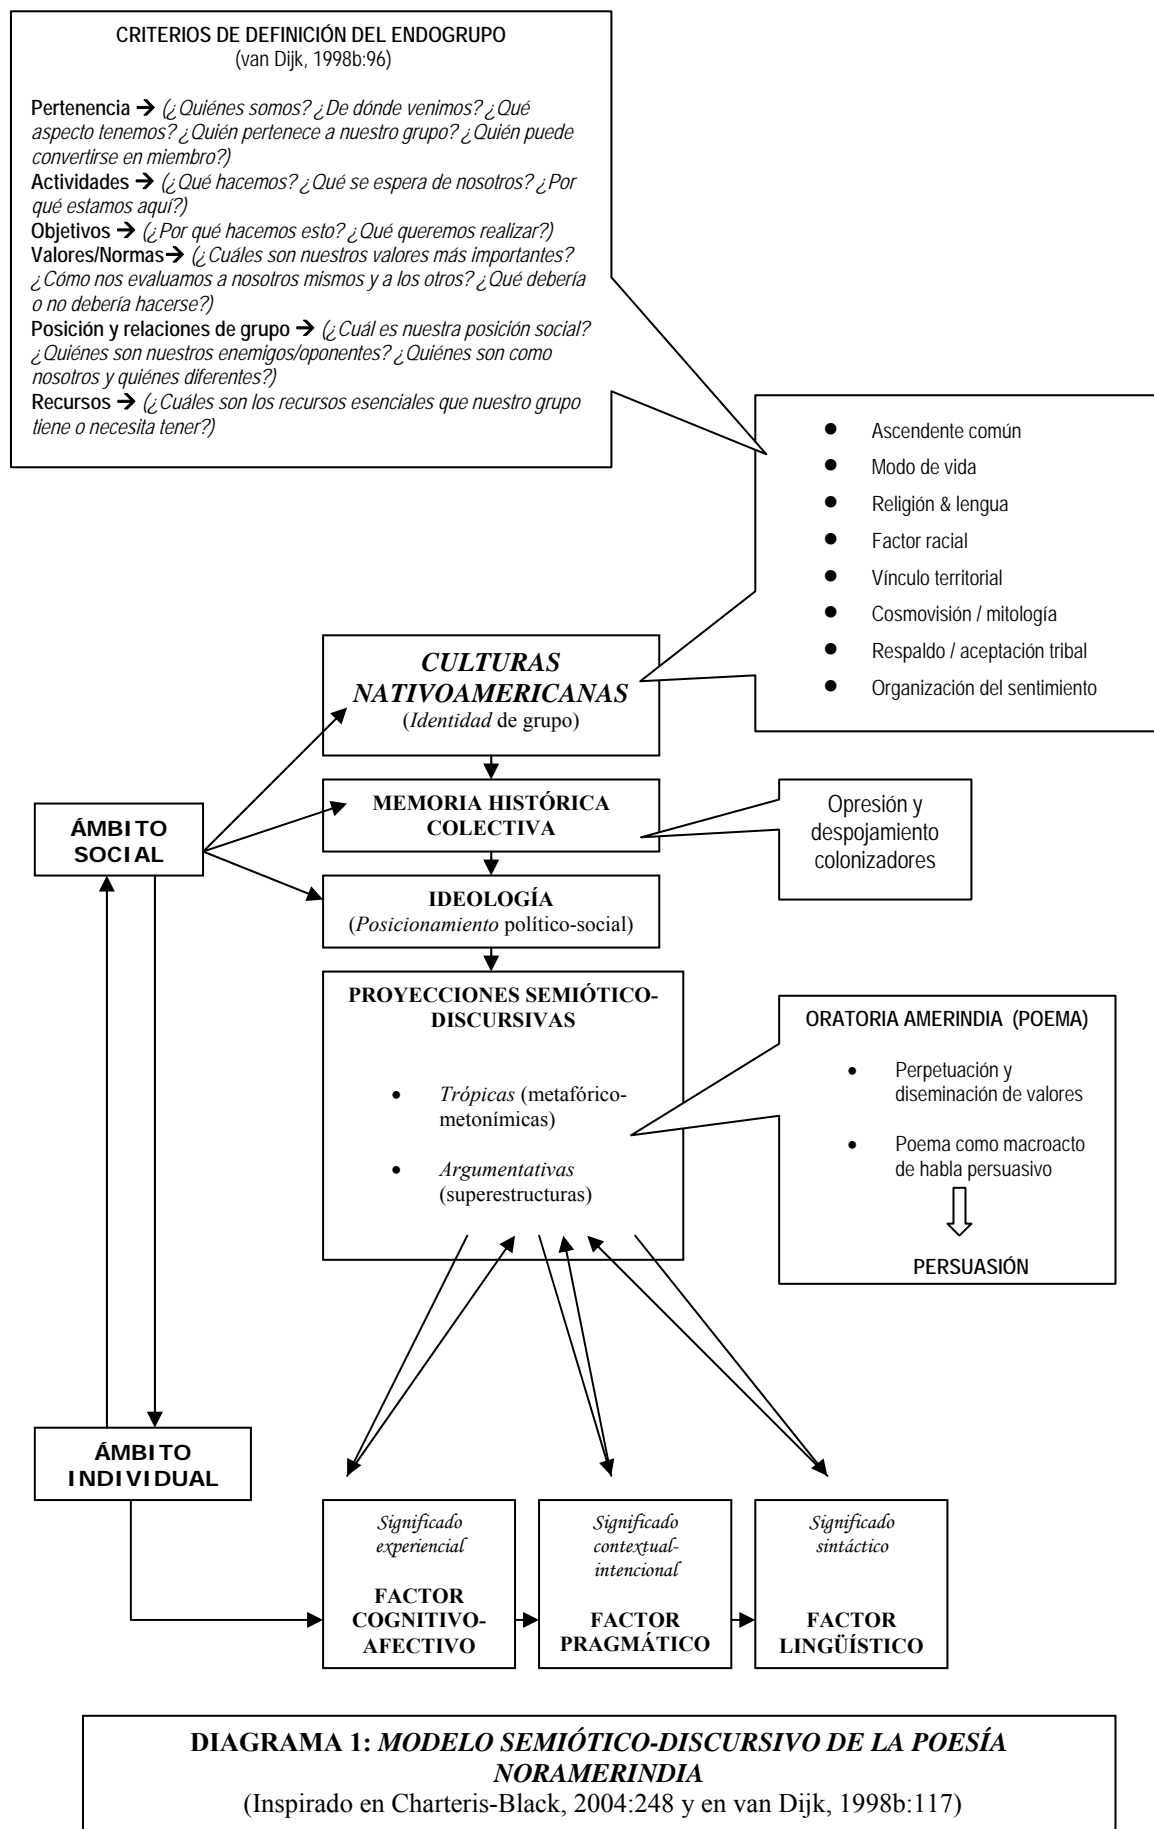 CRITERIOS DE DEFINICIÓN DEL ENDOGRUPO
(van Dijk, 1998b:96)
Pertenencia → (¿Quiénes somos? ¿De dónde venimos? ¿Qué
aspecto tenemos? ¿Quién pertenece a nuestro grupo? ¿Quién puede
convertirse en miembro?)
Actividades → (¿Qué hacemos? ¿Qué se espera de nosotros? ¿Por
qué estamos aquí?)
Objetivos → (¿Por qué hacemos esto? ¿Qué queremos realizar?)
Valores/Normas→ (¿Cuáles son nuestros valores más importantes?
¿Cómo nos evaluamos a nosotros mismos y a los otros? ¿Qué debería
o no debería hacerse?)
Posición y relaciones de grupo → (¿Cuál es nuestra posición social?
¿Quiénes son nuestros enemigos/oponentes? ¿Quiénes son como
nosotros y quiénes diferentes?)
Recursos → (¿Cuáles son los recursos esenciales que nuestro grupo
tiene o necesita tener?)
● Ascendente común
● Modo de vida
● Religión & lengua
● Factor racial
● Vínculo territorial
● Cosmovisión / mitología
● Respaldo / aceptación tribal
● Organización del sentimiento
CULTURAS
NATIVOAMERICANAS
(Identidad de grupo)
MEMORIA HISTÓRICA
COLECTIVA
Opresión y
despojamiento
colonizadores
ÁMBITO
SOCIAL
IDEOLOGÍA
(Posicionamiento político-social)
PROYECCIONES SEMIÓTICO-
DISCURSIVAS
• Trópicas (metafórico-
metonímicas)
• Argumentativas
(superestructuras)
ORATORIA AMERINDIA (POEMA)
• Perpetuación y
diseminación de valores
• Poema como macroacto
de habla persuasivo
PERSUASIÓN
ÁMBITO
INDIVIDUAL
Significado
experiencial
FACTOR
COGNITIVO-
AFECTIVO
Significado
contextual-
intencional
FACTOR
PRAGMÁTICO
Significado
sintáctico
FACTOR
LINGÜÍSTICO
DIAGRAMA 1: MODELO SEMIÓTICO-DISCURSIVO DE LA POESÍA
NORAMERINDIA
(Inspirado en Charteris-Black, 2004:248 y en van Dijk, 1998b:117)